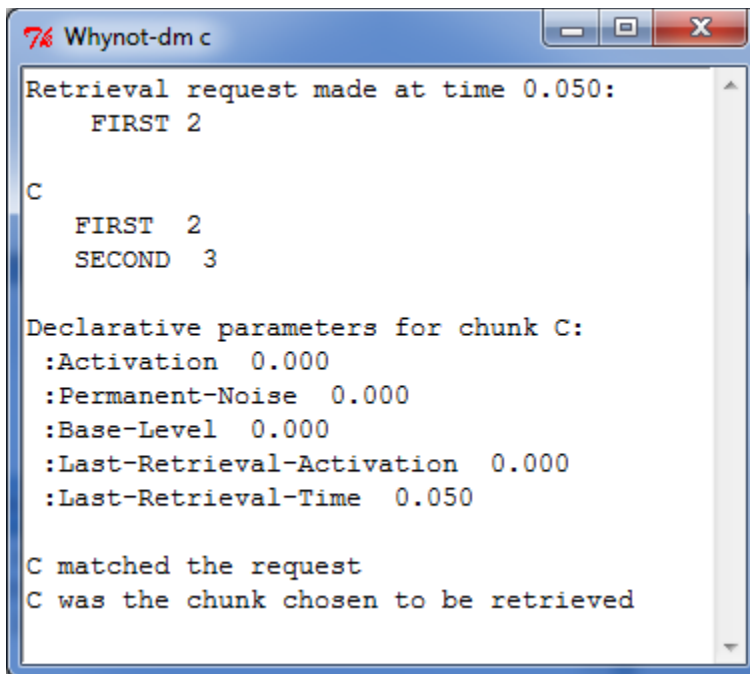 Whynot-dm c
Retrieval request made at time 0.050:
    FIRST 2

C
   FIRST  2
   SECOND  3

Declarative parameters for chunk C:
 :Activation  0.000
 :Permanent-Noise  0.000
 :Base-Level  0.000
 :Last-Retrieval-Activation  0.000
 :Last-Retrieval-Time  0.050

C matched the request
C was the chunk chosen to be retrieved